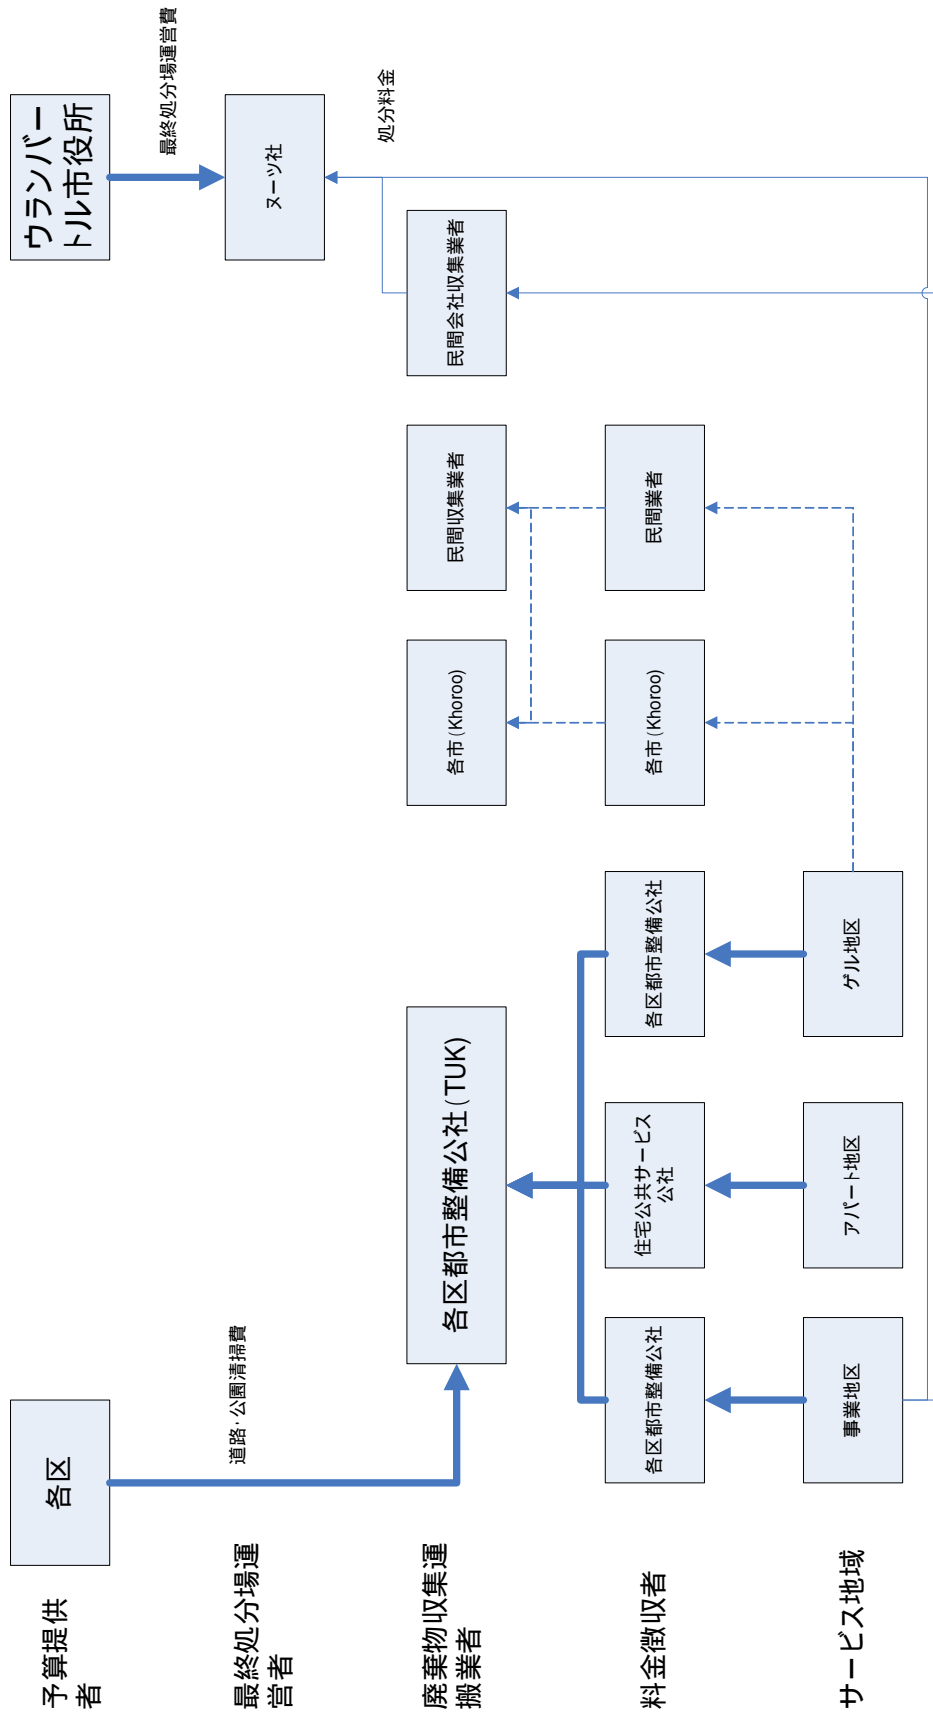 予算提供
者
各区
ウランバー
トル市役所
道路・公園清掃費
最終処分場運営費
最終処分場運
営者
ヌーツ社
処分料金
廃棄物収集運
搬業者
各区都市整備公社(TUK)
各市(Khoroo)
民間収集業者
民間会社収集業者
料金徴収者
各区都市整備公社
住宅公共サービス
公社
各区都市整備公社
各市(Khoroo)
民間業者
サービス地域
事業地区
アパート地区
ゲル地区